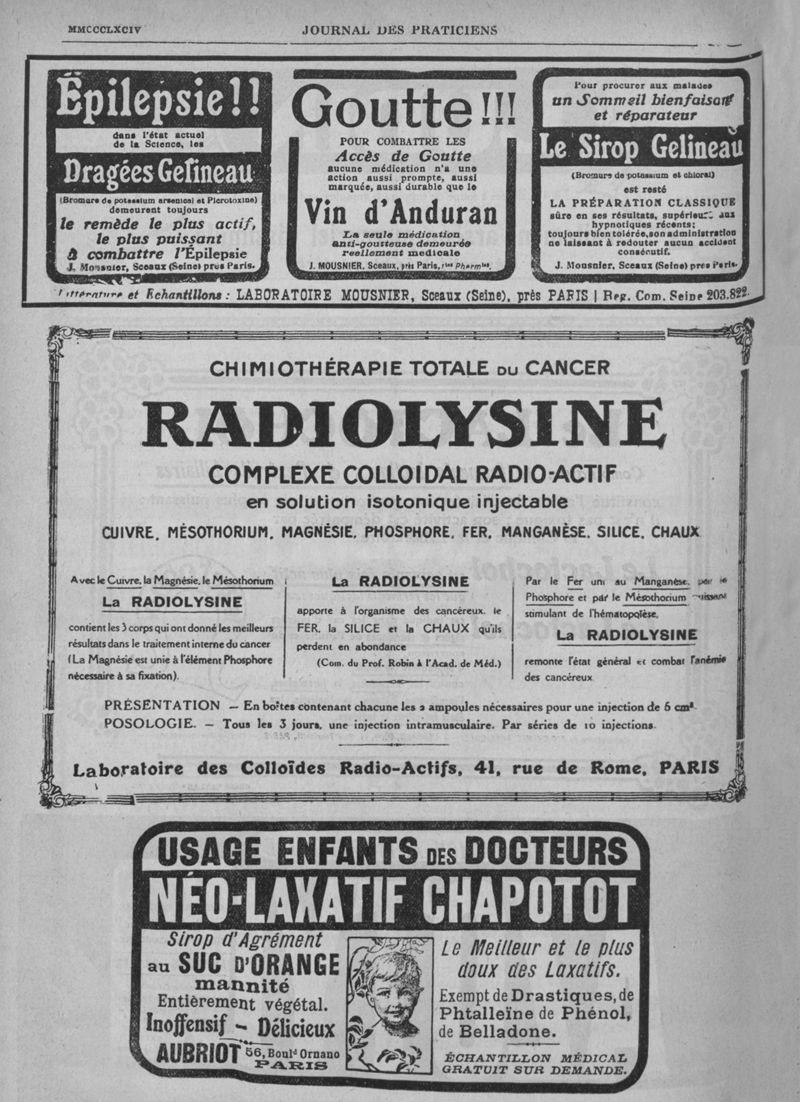 MMCCCLXCIV
JOURNAL DES PRATICIENS
Épilepsie!!
dans l'état actuel
de la Science, les
Dragées Gelineau
(Bromure de potassium arsenical et Picrotoxine)
demeurent toujours
le remède le plus actif,
le plus puissant
à combattre l'Épilepsie
J. Mousnier, Sceaux (Seine) près Paris.
Goutte!!!
POUR COMBATTRE LES
Accès de Goutte
aucune médication n'a une
action aussi prompte, aussi
marquée, aussi durable que le
Vin d'Anduran
La seule médication
anti-goutteuse demeurée
reellement medicale
J. MOUSNIER, Sceaux, près Paris,
Pour procurer aux malades
un Sommeil bienfaisant
et réparateur
Le Sirop Gelineau
(Bromure de potassium et chloral)
est resté
LA PRÉPARATION CLASSIQUE
sûre en ses résultats, supérieure aux
hypnotiques récents;
toujours bien tolérée, son administration
ne laissant à redouter aucun accident
consécutif.
J. Mousnier, Sceaux (Seine) près Paris.
Littérature et Echantillons : LABORATOIRE MOUSNIER, Sceaux (Seine), près PARIS | Reg. Com. Seine 203.822.
CHIMIOTHÉRAPIE TOTALE DU CANCER
RADIOLYSINE
COMPLEXE COLLOIDAL RADIO-ACTIF
en solution isotonique injectable
CUIVRE, MÉSOTHORIUM, MAGNÉSIE, PHOSPHORE, FER, MANGANÈSE, SILICE, CHAUX
Avec le Cuivre, la Magnésie, le Mésothorium
La RADIOLYSINE
contient les 3 corps qui ont donné les meilleurs
résultats dans le traitement interne du cancer
(La Magnésie est unie à l'élément Phosphore
nécessaire à sa fixation).
La RADIOLYSINE
apporte à l'organisme des cancéreux, le
FER, la SILICE et la CHAUX qu'ils
perdent en abondance
(Com. du Prof. Robin à l'Acad. de Méd.)
Par le Fer uni au Manganèse, par le
Phosphore et par le Mésothorium puissant
stimulant de l'hématopoïèse,
La RADIOLYSINE
remonte l'état général et combat l'anémie
des cancéreux
PRÉSENTATION — En boîtes contenant chacune les 2 ampoules nécessaires pour une injection de 6 cm³.
POSOLOGIE. — Tous les 3 jours, une injection intramusculaire. Par séries de 10 injections.
Laboratoire des Colloïdes Radio-Actifs, 41, rue de Rome, PARIS
USAGE ENFANTS DES DOCTEURS
NÉO-LAXATIF CHAPOTOT
Sirop d'Agrément
au SUC D'ORANGE
mannité
Entièrement végétal.
Inoffensif - Délicieux
AUBRIOT 56, Boulᵈ Ornano
PARIS
Le Meilleur et le plus
doux des Laxatifs.
Exempt de Drastiques, de
Phtalleïne de Phénol,
de Belladone.
ÉCHANTILLON MÉDICAL
GRATUIT SUR DEMANDE.